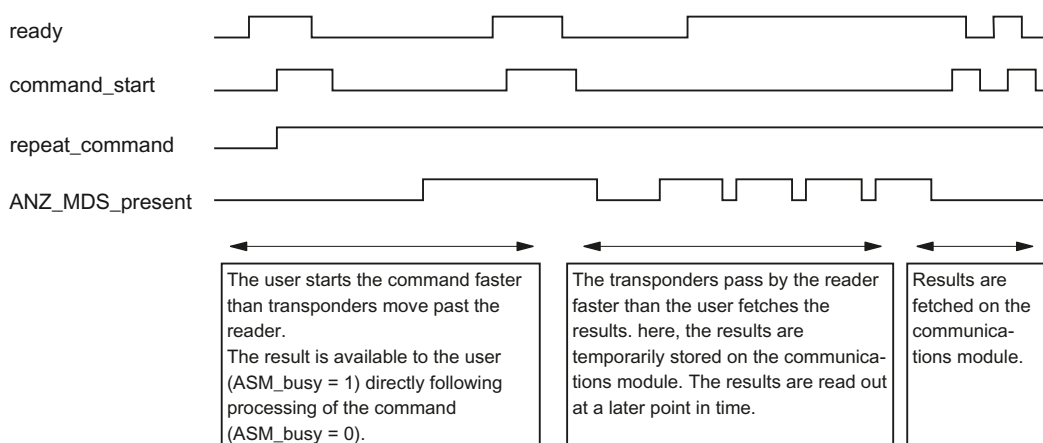 ready
command_start
repeat_command
ANZ_MDS_present
The user starts the command faster
than transponders move past the
reader.
The result is available to the user
(ASM_busy = 1) directly following
processing of the command
(ASM_busy = 0).
The transponders pass by the reader
faster than the user fetches the
results. here, the results are
temporarily stored on the communica-
tions module. The results are read out
at a later point in time.
Results are
fetched on the
communica-
tions module.